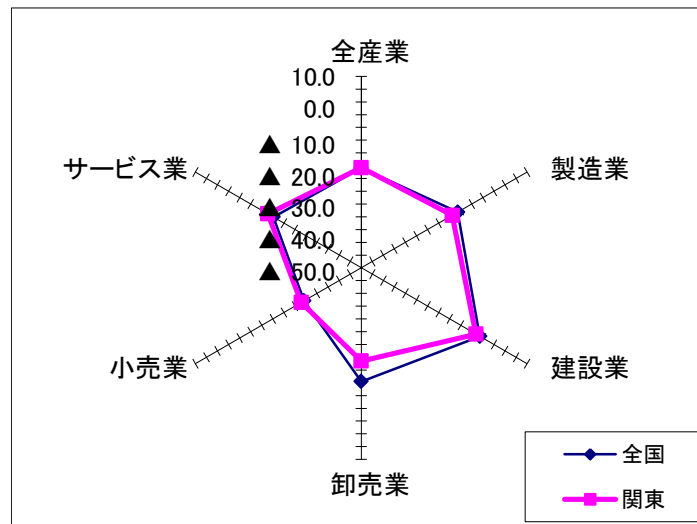 全産業
10.0
0.0
▲ 10.0
▲ 20.0
▲ 30.0
▲ 40.0
▲ 50.0
サービス業
製造業
小売業
建設業
卸売業
全国
関東